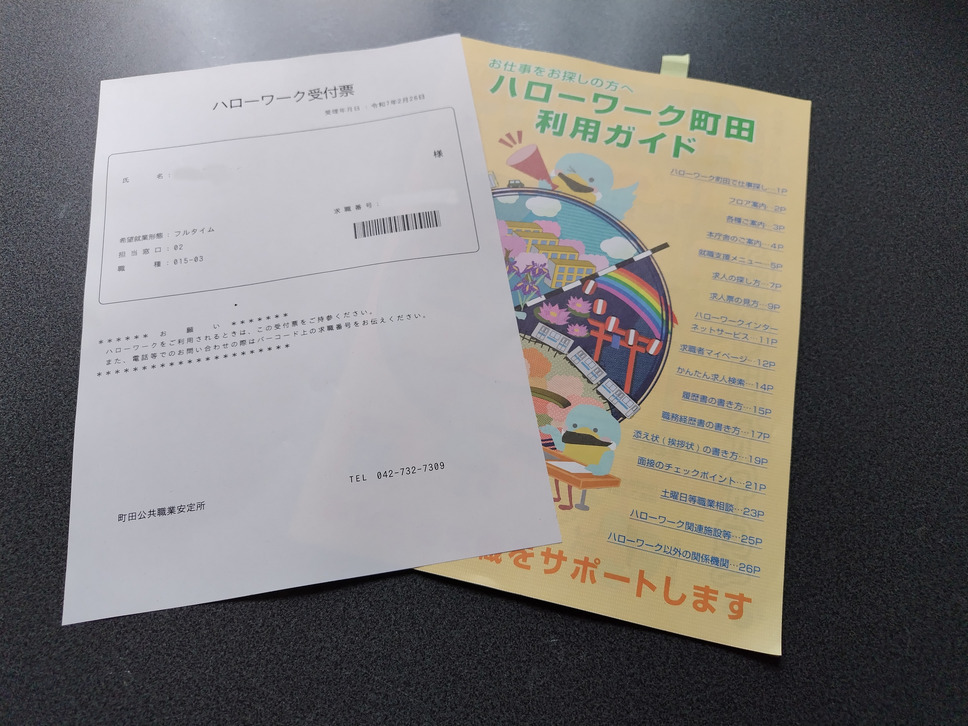 ハローワーク受付票
受理年月日 : 令和7年2月28日
氏 名 :
様
求職番号 :
希望就業形態 : フルタイム
担当窓口 : 02
職 種 : 015-03
****** お 願 い *******
ハローワークをご利用されるときは、この受付票をご持参ください。
また、電話等でのお問い合わせの際はバーコード上の求職番号をお伝えください。
**********************
TEL 042-732-7309
町田公共職業安定所
お仕事をお探しの方へ
ハローワーク町田
利用ガイド
ハローワーク町田で仕事探し…1P
フロア案内…2P
各種ご案内…3P
本庁舎のご案内…4P
就職支援メニュー…5P
求人の探し方…7P
求人票の見方…9P
ハローワークインター
ネットサービス…11P
求職者マイページ…12P
かんたん求人検索…14P
履歴書の書き方…15P
職務経歴書の書き方…17P
添え状(挨拶状)の書き方…19P
面接のチェックポイント…21P
土曜日等職業相談…23P
ハローワーク関連施設等…25P
ハローワーク以外の関係機関…26P
をサポートします